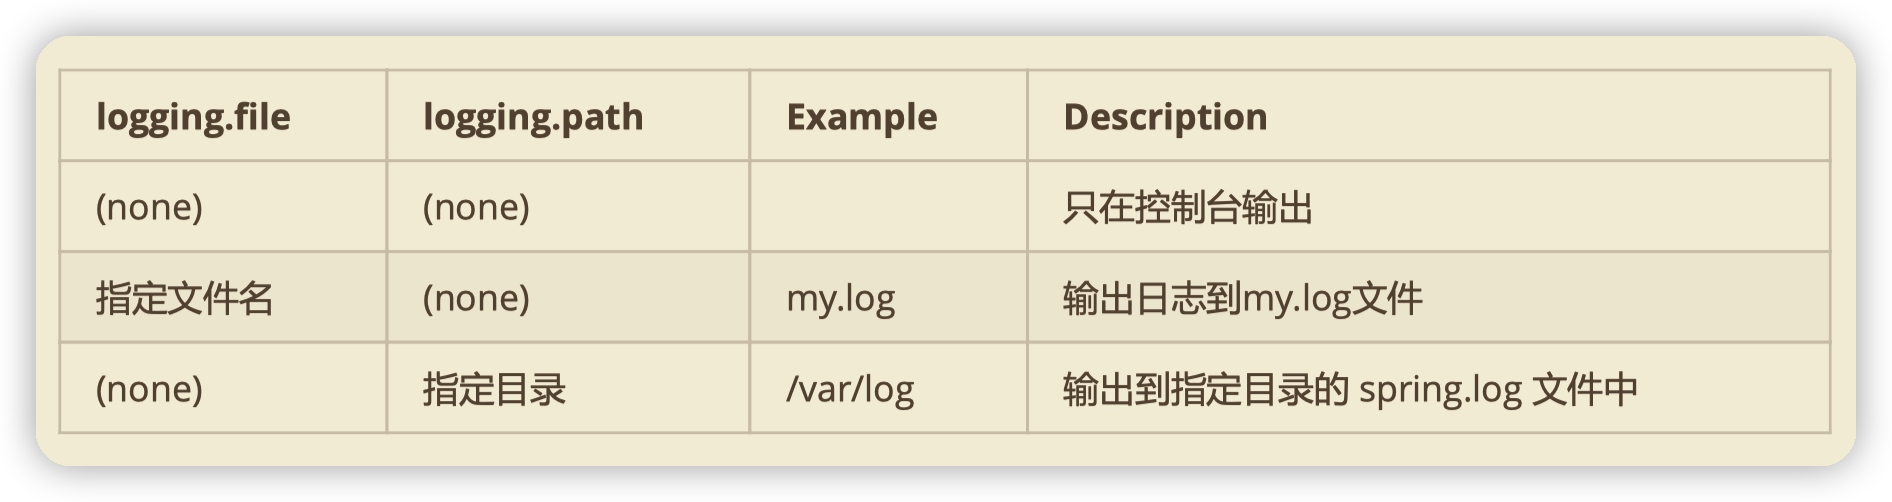 logging.file logging.path Example Description
(none) (none) 只在控制台输出
指定文件名 (none) my.log 输出日志到my.log文件
(none) 指定目录 /var/log 输出到指定目录的 spring.log 文件中